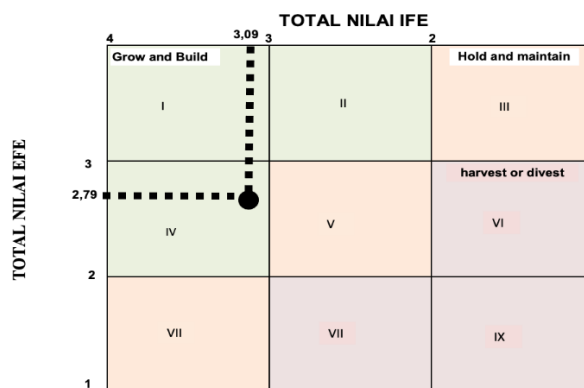 TOTAL NILAI IFE
4
3,09
3
2
Grow and Build
Hold and maintain
I
II
III
TOTAL NILAI EFE
3
harvest or divest
2,79
IV
V
VI
2
VII
VII
IX
1